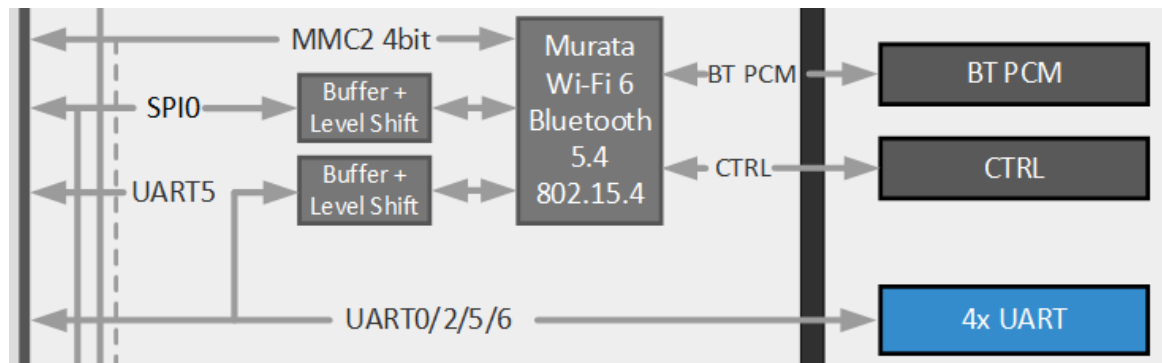 MMC2 4bit
SPI0
UART5
UART0/2/5/6
Buffer +
Level Shift
Buffer +
Level Shift
Murata
Wi-Fi 6
Bluetooth
5.4
802.15.4
BT PCM
CTRL
BT PCM
CTRL
4x UART